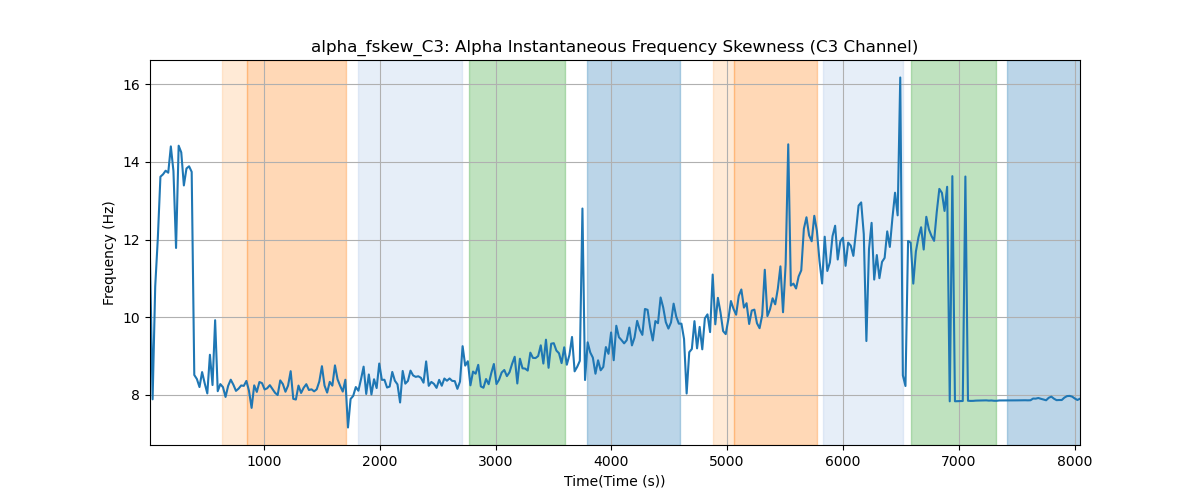 alpha_fskew_C3: Alpha Instantaneous Frequency Skewness (C3 Channel)
Frequency (Hz)
16
14
12
10
8
1000 2000 3000 4000 5000 6000 7000 8000
Time(Time (s))